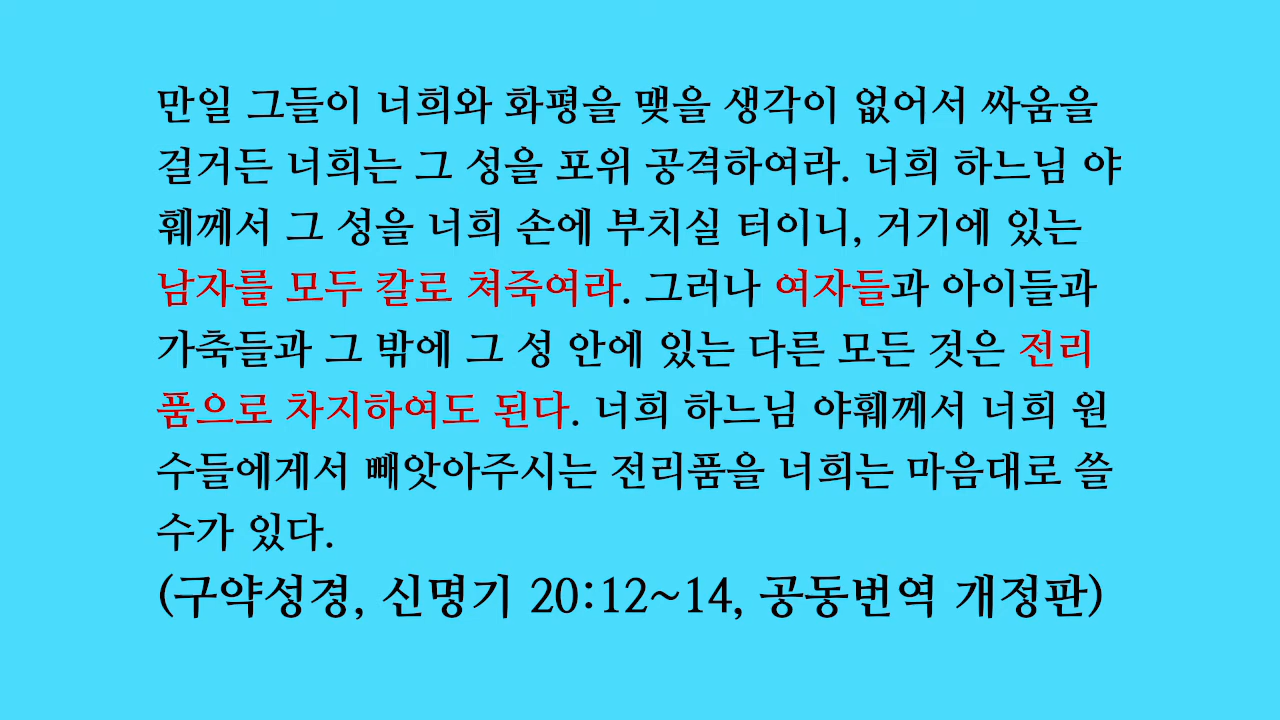 만일 그들이 너희와 화평을 맺을 생각이 없어서 싸움을
걸거든 너희는 그 성을 포위 공격하여라. 너희 하느님 야
훼께서 그 성을 너희 손에 부치실 터이니, 거기에 있는
남자를 모두 칼로 쳐죽여라. 그러나 여자들과 아이들과
가축들과 그 밖에 그 성 안에 있는 다른 모든 것은 전리
품으로 차지하여도 된다. 너희 하느님 야훼께서 너희 원
수들에게서 빼앗아주시는 전리품을 너희는 마음대로 쓸
수가 있다.
(구약성경, 신명기 20:12~14, 공동번역 개정판)